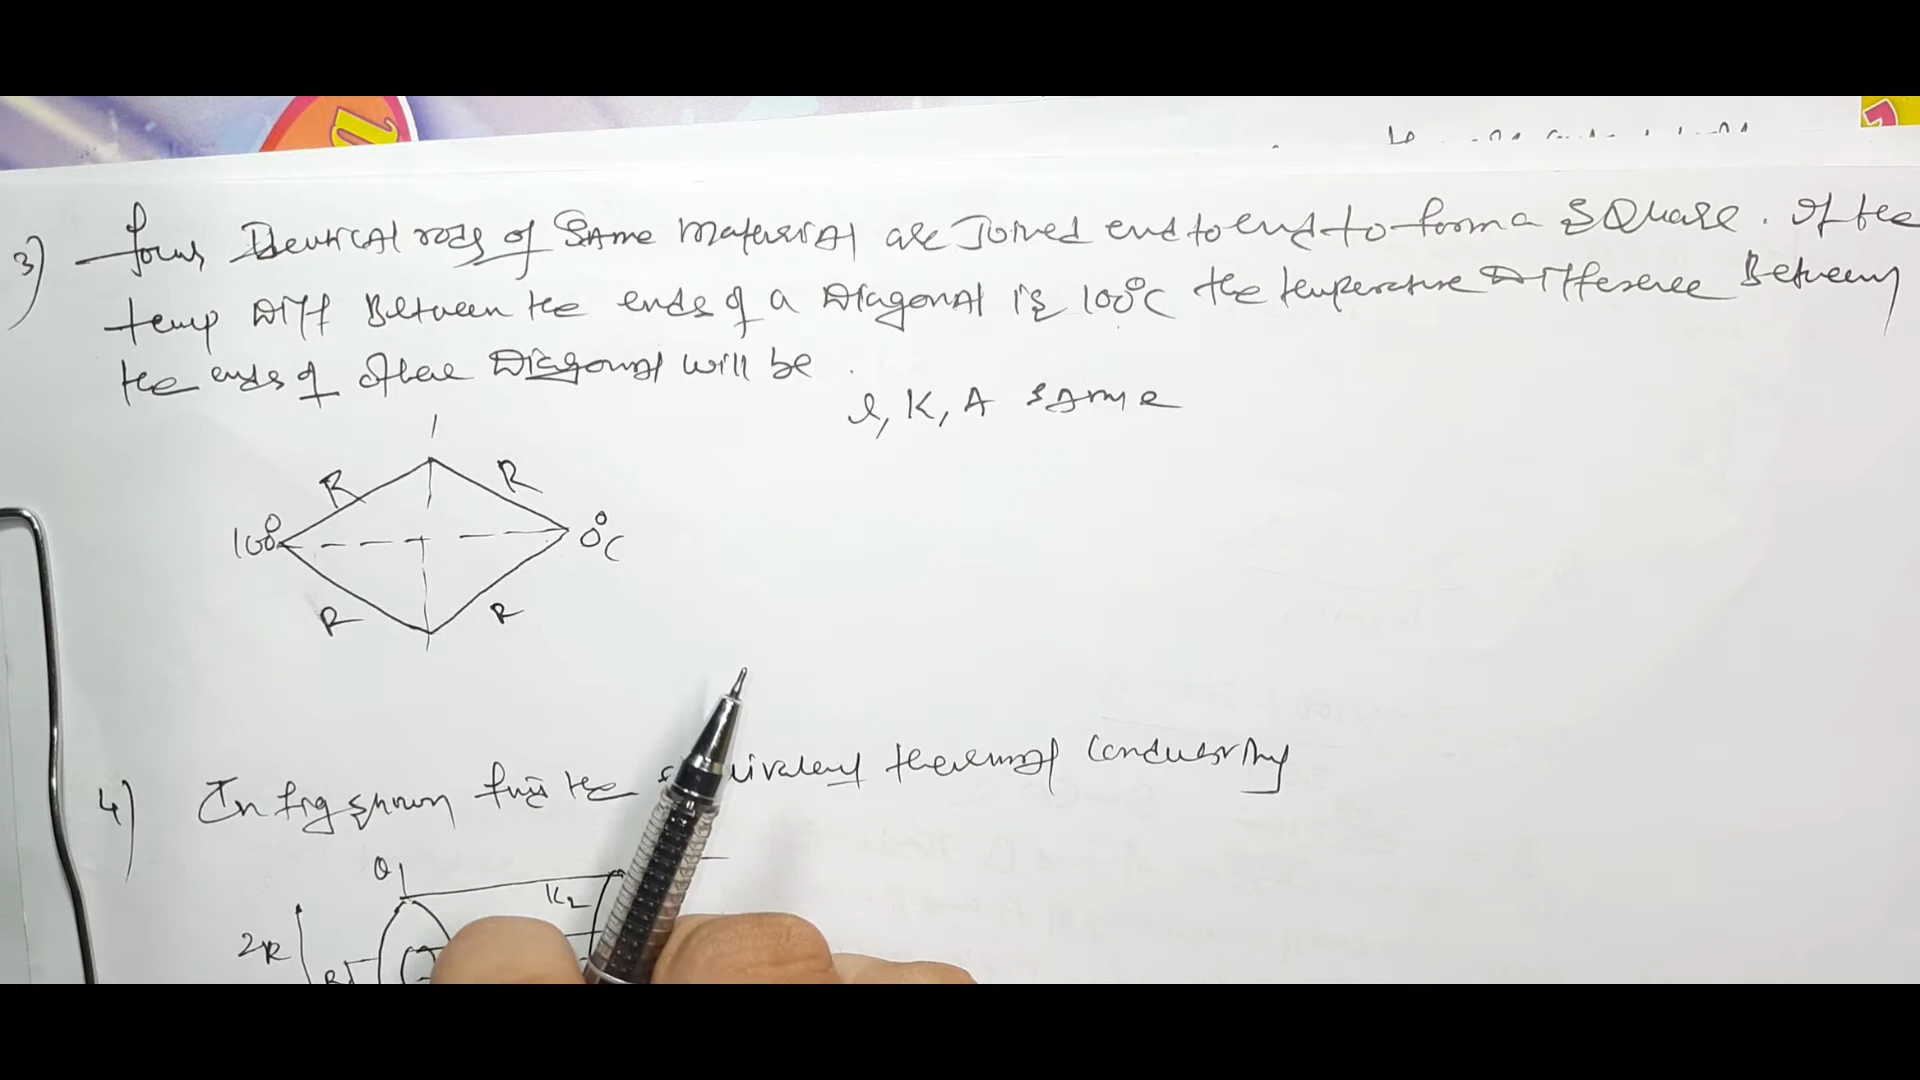 3) four Identical rods of same material are Joined end to end to form a square. If the
temp Diff Between the ends of a Diagonal is 100°C the temperature Difference Between
the ends of other Diagonal will be.
l, K, A same
R R
100° 0°C
R R
4) In fig shown find the thermal Conductivity
K2
2R
R